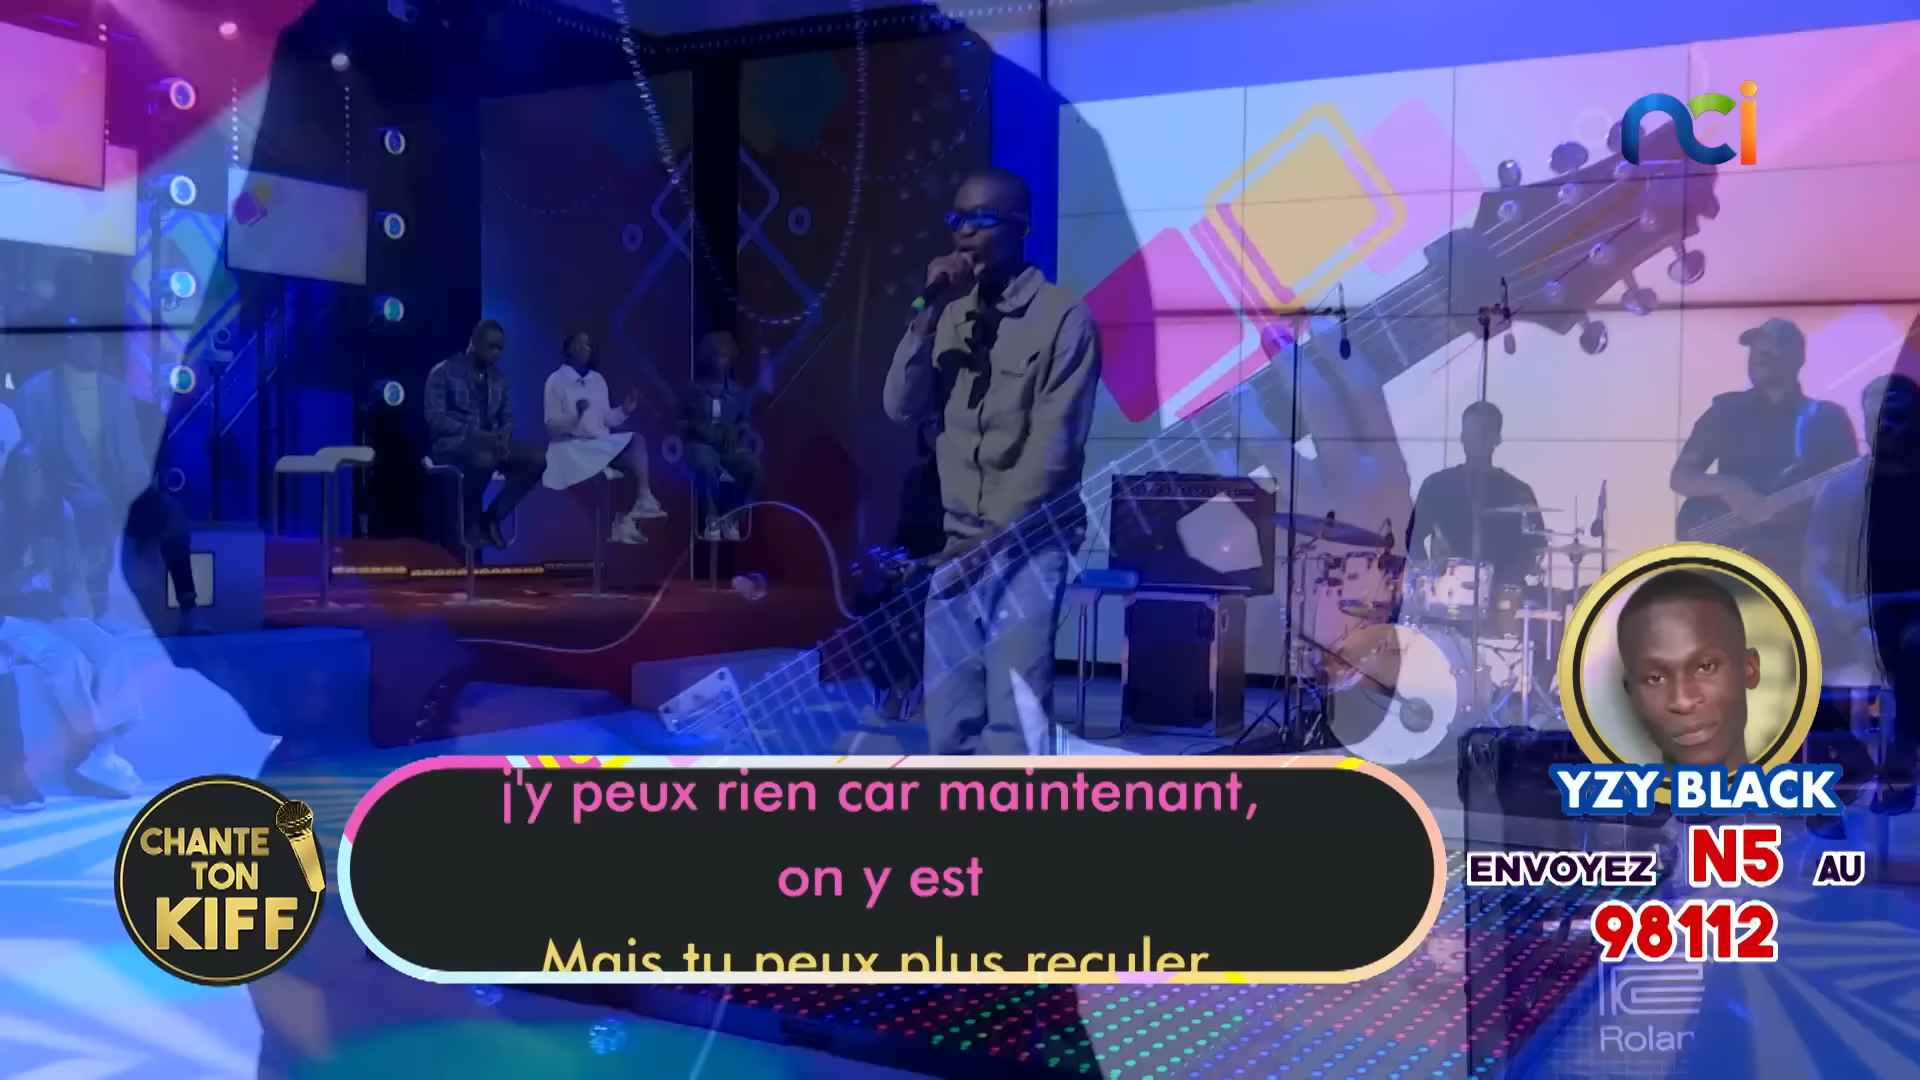 nci
j'y peux rien car maintenant,
on y est
Mais tu peux plus reculer
CHANTE
TON
KIFF
YZY BLACK
ENVOYEZ N5 AU
98112
Rolan